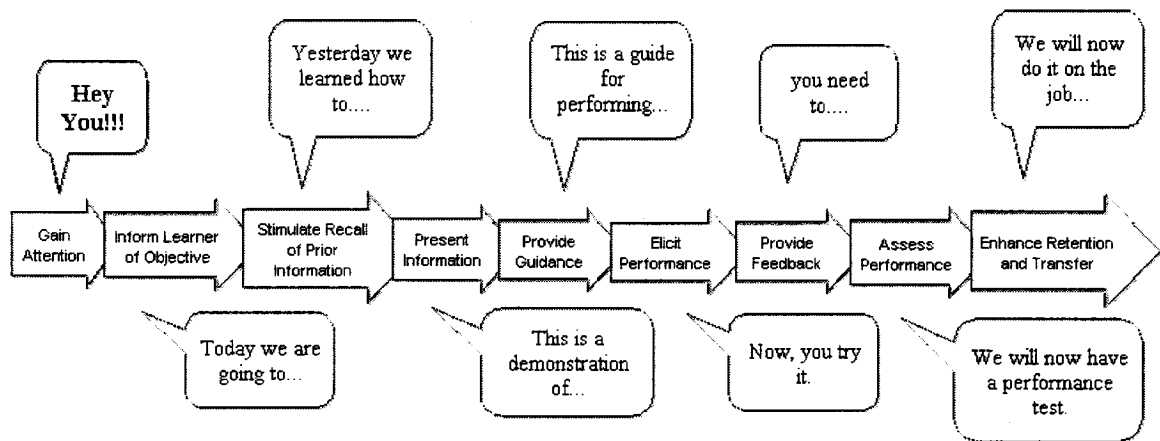 Hey
You!!!
Yesterday we
learned how
to....
This is a guide
for
performing...
you need
to....
We will now
do it on the
job...
Gain
Attention
Inform Learner
of Objective
Stimulate Recall
of Prior
Information
Present
Information
Provide
Guidance
Elicit
Performance
Provide
Feedback
Assess
Performance
Enhance Retention
and Transfer
Today we are
going to...
This is a
demonstration
of...
Now, you try
it.
We will now have
a performance
test.